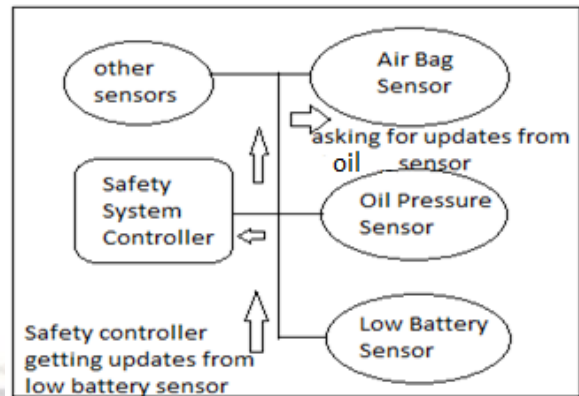 other
sensors
Air Bag
Sensor
asking for updates from
oil sensor
Safety
System
Controller
Oil Pressure
Sensor
Safety controller
getting updates from
low battery sensor
Low Battery
Sensor